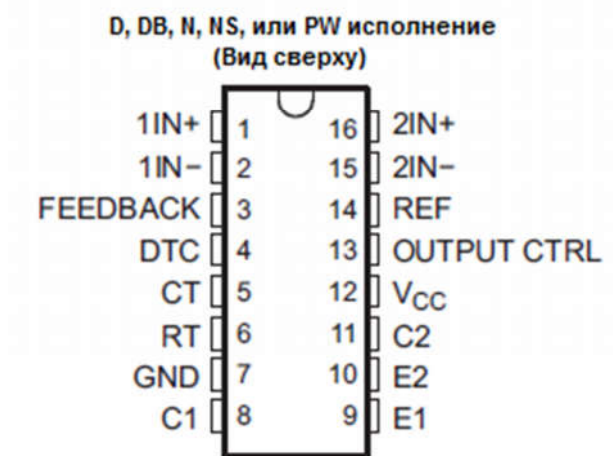 D, DB, N, NS, или PW исполнение
(Вид сверху)
1IN+ 1 16 2IN+
1IN− 2 15 2IN−
FEEDBACK 3 14 REF
DTC 4 13 OUTPUT CTRL
CT 5 12 VCC
RT 6 11 C2
GND 7 10 E2
C1 8 9 E1